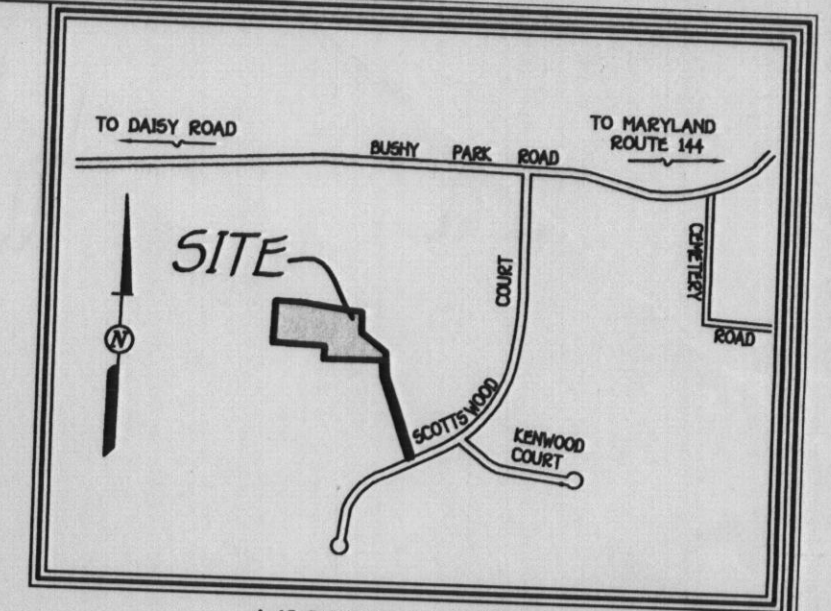 TO DAISY ROAD
TO MARYLAND
ROUTE 144
BUSHY PARK ROAD
SITE
COURT
CEMETERY
ROAD
N
SCOTTSWOOD
KENWOOD
COURT